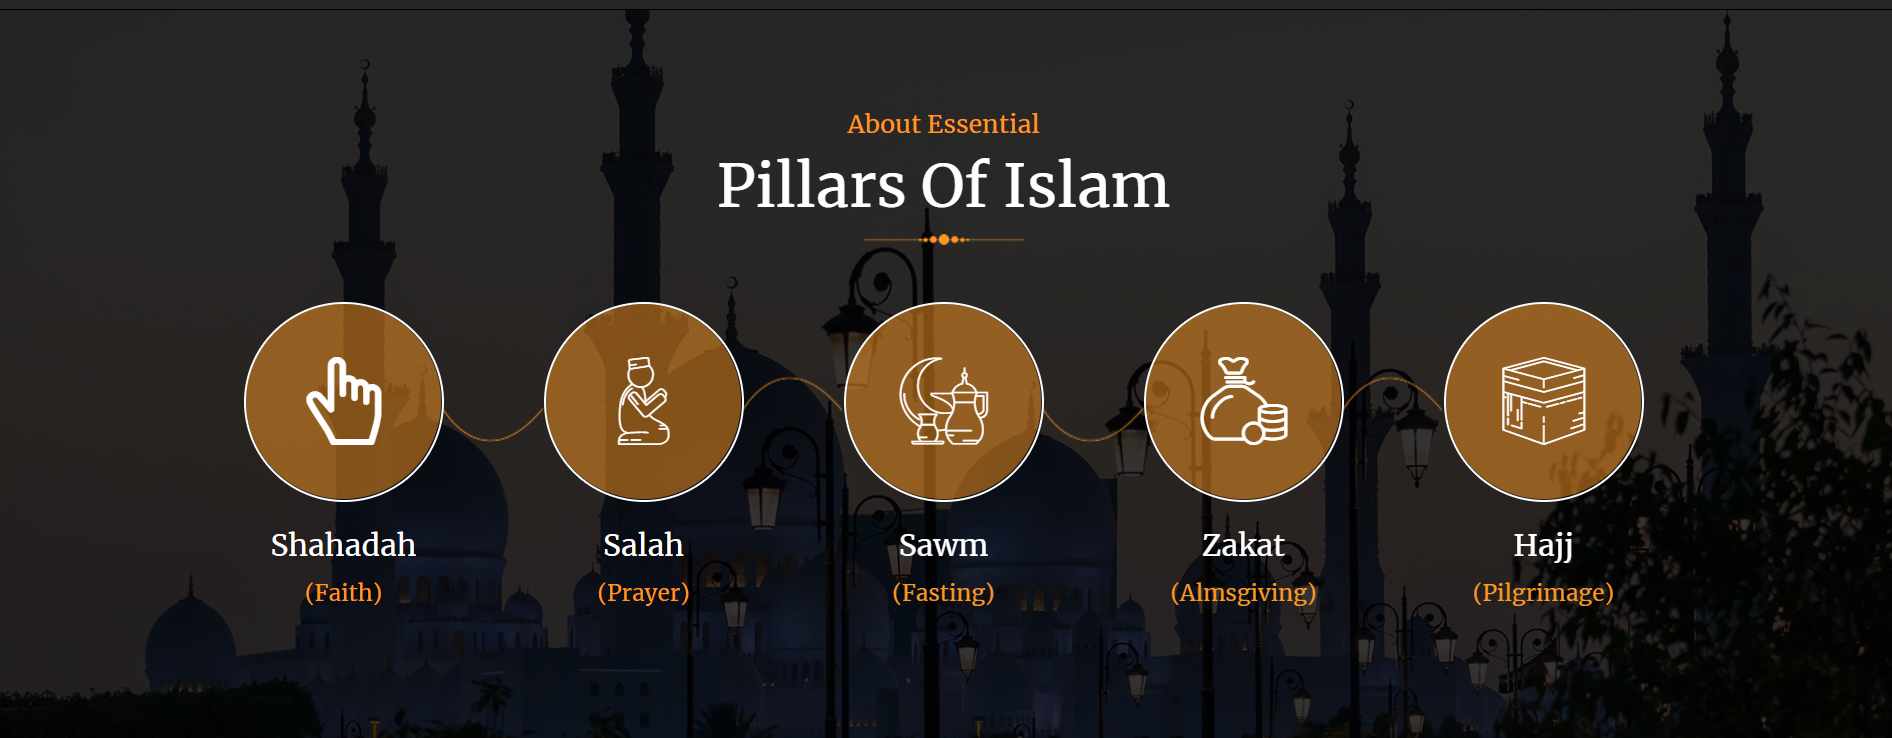 About Essential
Pillars Of Islam
Shahadah
(Faith)
Salah
(Prayer)
Sawm
(Fasting)
Zakat
(Almsgiving)
Hajj
(Pilgrimage)